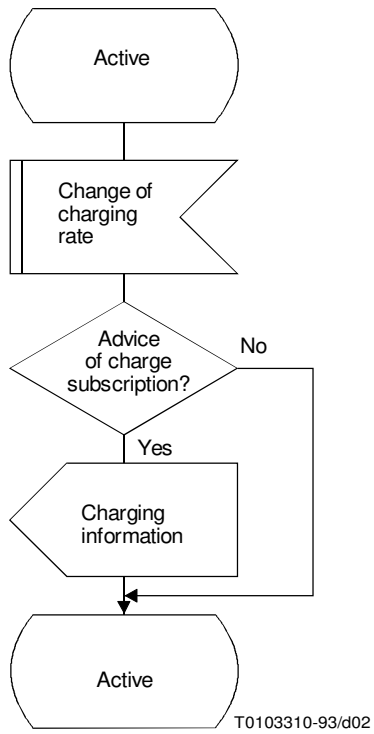 Active
Change of
charging
rate
Advice
of charge
subscription?
No
Yes
Charging
information
Active
T0103310-93/d02